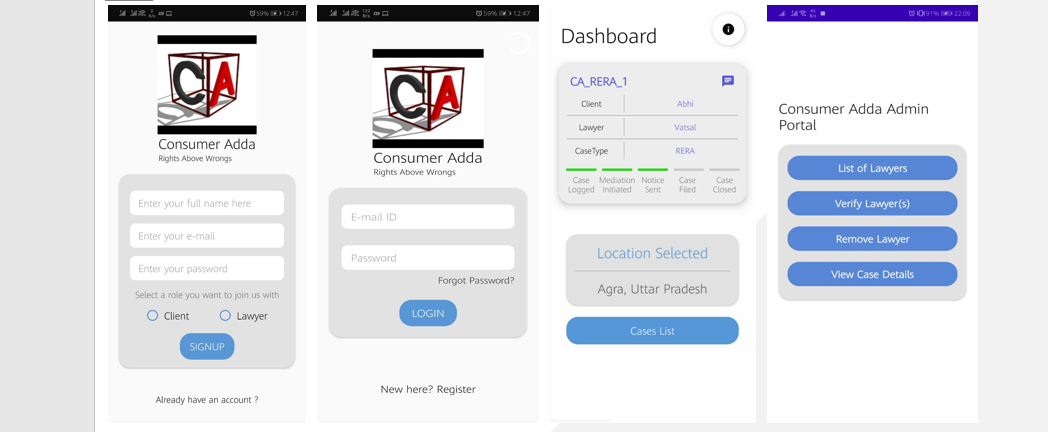 59% 12:47
CA
Consumer Adda
Rights Above Wrongs
Enter your full name here
Enter your e-mail
Enter your password
Select a role you want to join us with
Client
Lawyer
SIGNUP
Already have an account ?
59% 12:47
CA
Consumer Adda
Rights Above Wrongs
E-mail ID
Password
Forgot Password?
LOGIN
New here? Register
Dashboard
CA_RERA_1
Client Abhi
Lawyer Vatsal
CaseType RERA
Case Logged
Mediation Initiated
Notice Sent
Case Filed
Case Closed
Location Selected
Agra, Uttar Pradesh
Cases List
91% 22:09
Consumer Adda Admin
Portal
List of Lawyers
Verify Lawyer(s)
Remove Lawyer
View Case Details